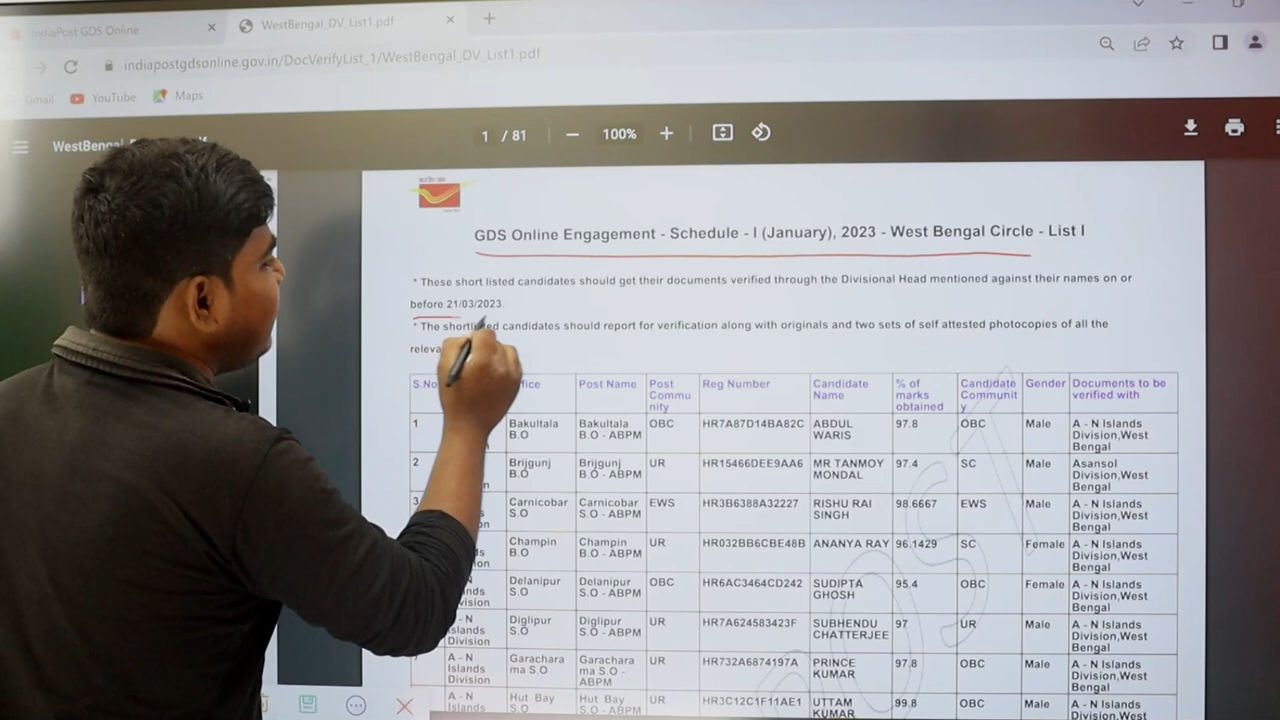 IndiaPost GDS Online
WestBengal_DV_List1.pdf
indiapostgdsonline.gov.in/DocVerifyList_1/WestBengal_DV_List1.pdf
Gmail YouTube Maps
1 / 81 100%
GDS Online Engagement - Schedule - I (January), 2023 - West Bengal Circle - List I
* These short listed candidates should get their documents verified through the Divisional Head mentioned against their names on or
before 21/03/2023.
* The shortlisted candidates should report for verification along with originals and two sets of self attested photocopies of all the
S.No Post Name Post Community Reg Number Candidate Name % of marks obtained Candidate Community Gender Documents to be verified with
1 Bakultala B.O Bakultala B.O - ABPM OBC HR7A87D14BA82C ABDUL WARIS 97.8 OBC Male A - N Islands Division,West Bengal
2 Brijgunj B.O Brijgunj B.O - ABPM UR HR15466DEE9AA6 MR TANMOY MONDAL 97.4 SC Male Asansol Division,West Bengal
3 Carnicobar S.O Carnicobar S.O - ABPM EWS HR3B6388A32227 RISHU RAI SINGH 98.6667 EWS Male A - N Islands Division,West Bengal
Champin B.O Champin B.O - ABPM UR HR032BB6CBE48B ANANYA RAY 96.1429 SC Female A - N Islands Division,West Bengal
Delanipur S.O Delanipur S.O - ABPM OBC HR6AC3464CD242 SUDIPTA GHOSH 95.4 OBC Female A - N Islands Division,West Bengal
Diglipur S.O Diglipur S.O - ABPM UR HR7A624583423F SUBHENDU CHATTERJEE 97 UR Male A - N Islands Division,West Bengal
A - N Islands Division Garacharama S.O Garacharama S.O - ABPM UR HR732A6874197A PRINCE KUMAR 97.8 OBC Male A - N Islands Division,West Bengal
A - N Islands Hut Bay S.O Hut Bay S.O - ABPM UR HR3C12C1F11AE1 UTTAM KUMAR 99.8 OBC Male A - N Islands Division,West